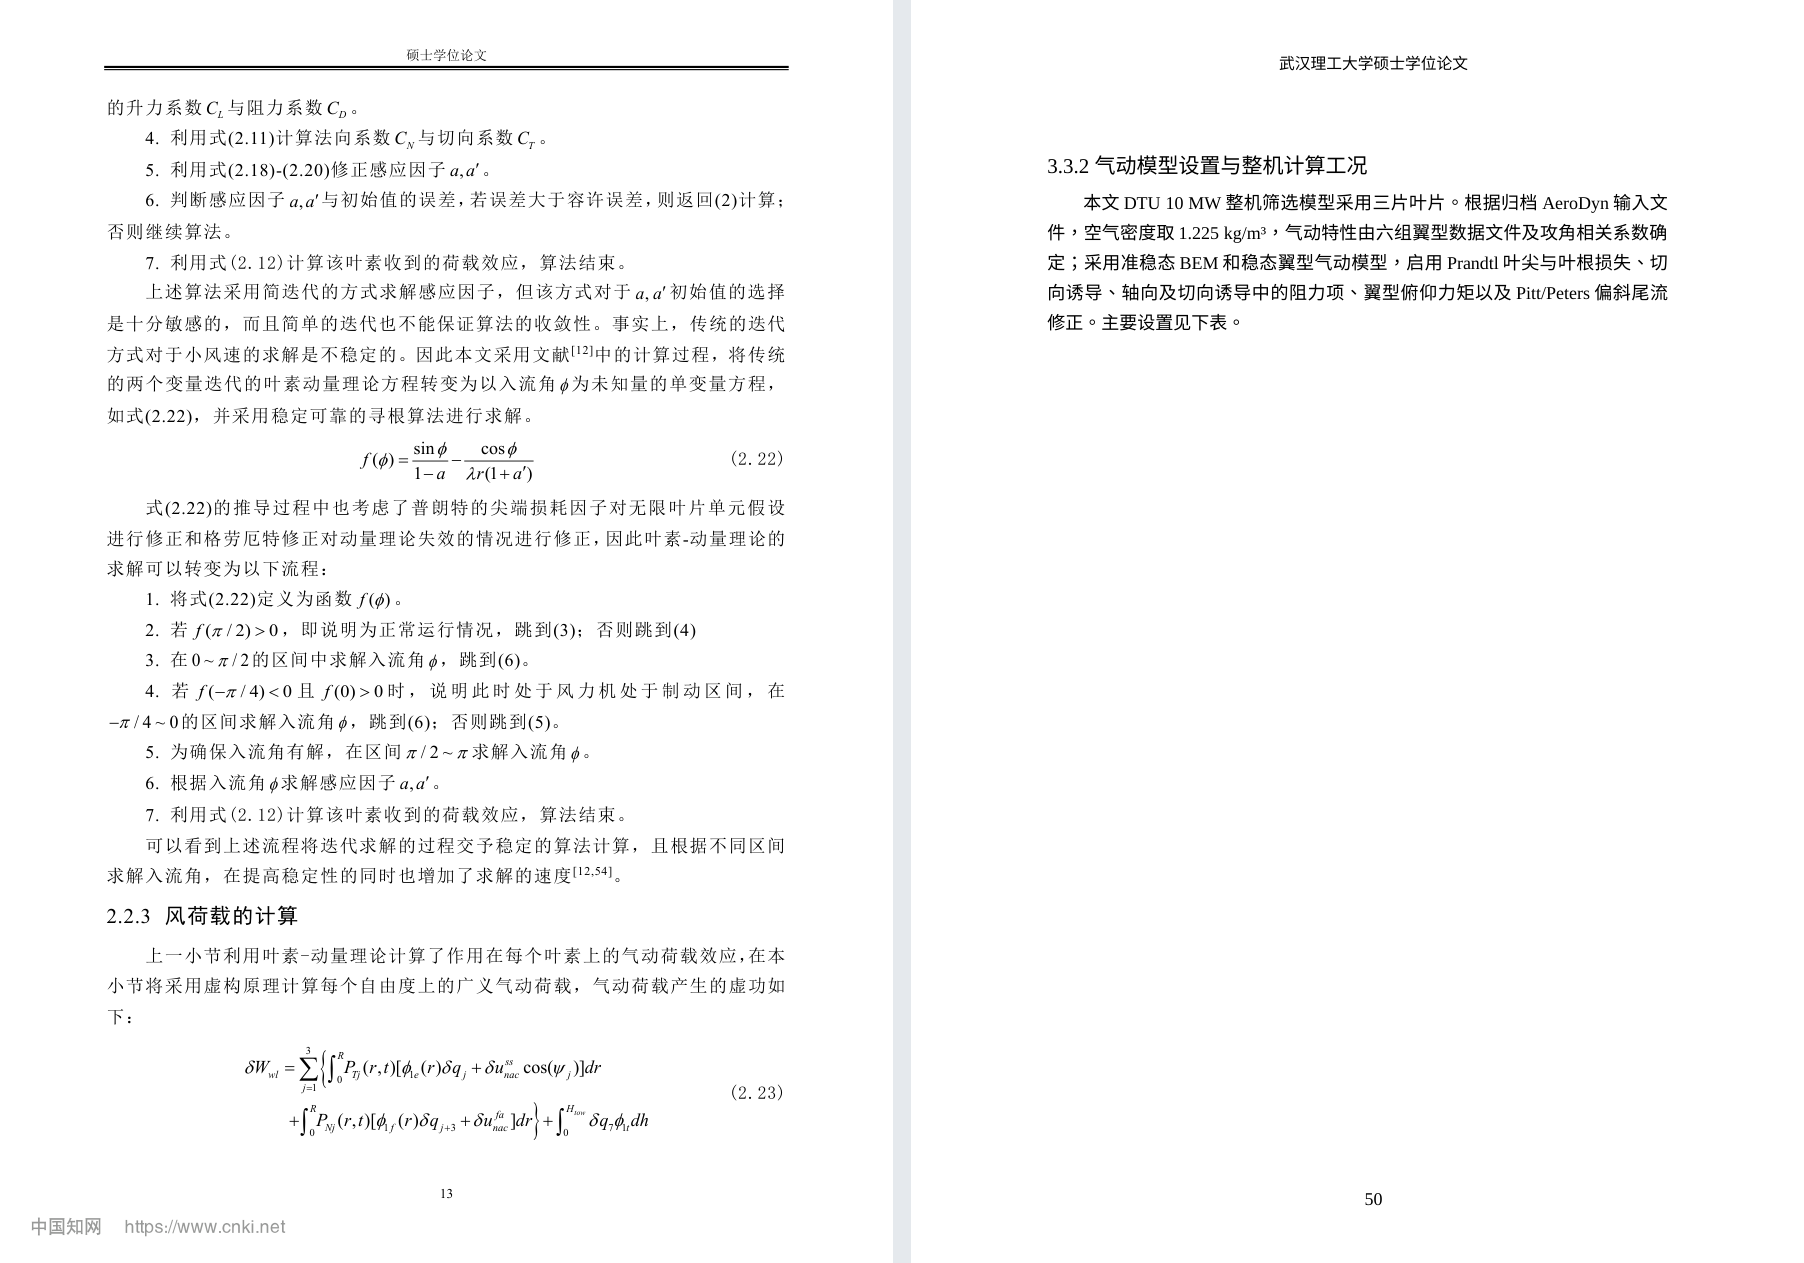 硕士学位论文
的升力系数 C_L 与阻力系数 C_D 。
4. 利用式(2.11)计算法向系数 C_N 与切向系数 C_T 。
5. 利用式(2.18)-(2.20)修正感应因子 a,a′ 。
6. 判断感应因子 a,a′ 与初始值的误差，若误差大于容许误差，则返回(2)计算；
否则继续算法。
7. 利用式(2.12)计算该叶素收到的荷载效应，算法结束。
上述算法采用简迭代的方式求解感应因子，但该方式对于 a,a′ 初始值的选择
是十分敏感的，而且简单的迭代也不能保证算法的收敛性。事实上，传统的迭代
方式对于小风速的求解是不稳定的。因此本文采用文献[12]中的计算过程，将传统
的两个变量迭代的叶素动量理论方程转变为以入流角 ϕ 为未知量的单变量方程，
如式(2.22)，并采用稳定可靠的寻根算法进行求解。
f(ϕ) = sinϕ/(1−a) − cosϕ/(λr(1+a′)) (2.22)
式(2.22)的推导过程中也考虑了普朗特的尖端损耗因子对无限叶片单元假设
进行修正和格劳厄特修正对动量理论失效的情况进行修正，因此叶素-动量理论的
求解可以转变为以下流程：
1. 将式(2.22)定义为函数 f(ϕ) 。
2. 若 f(π/2)>0，即说明为正常运行情况，跳到(3)；否则跳到(4)
3. 在 0~π/2 的区间中求解入流角 ϕ，跳到(6)。
4. 若 f(−π/4)<0 且 f(0)>0 时，说明此时处于风力机处于制动区间，在
−π/4~0 的区间求解入流角 ϕ，跳到(6)；否则跳到(5)。
5. 为确保入流角有解，在区间 π/2~π 求解入流角 ϕ 。
6. 根据入流角 ϕ 求解感应因子 a,a′ 。
7. 利用式(2.12)计算该叶素收到的荷载效应，算法结束。
可以看到上述流程将迭代求解的过程交予稳定的算法计算，且根据不同区间
求解入流角，在提高稳定性的同时也增加了求解的速度[12,54]。
2.2.3 风荷载的计算
上一小节利用叶素-动量理论计算了作用在每个叶素上的气动荷载效应，在本
小节将采用虚构原理计算每个自由度上的广义气动荷载，气动荷载产生的虚功如
下：
δW_wl = ∑_{j=1}^{3} {∫_0^R P_Tj(r,t)[ϕ_1e(r)δq_j + δu_nac^ss cos(ψ_j)]dr
+∫_0^R P_Nj(r,t)[ϕ_1f(r)δq_{j+3} + δu_nac^fa]dr} + ∫_0^{H_tow} δq_7ϕ_1t dh (2.23)
13
中国知网 https://www.cnki.net
武汉理工大学硕士学位论文
3.3.2 气动模型设置与整机计算工况
本文 DTU 10 MW 整机筛选模型采用三片叶片。根据归档 AeroDyn 输入文
件，空气密度取 1.225 kg/m³，气动特性由六组翼型数据文件及攻角相关系数确
定；采用准稳态 BEM 和稳态翼型气动模型，启用 Prandtl 叶尖与叶根损失、切
向诱导、轴向及切向诱导中的阻力项、翼型俯仰力矩以及 Pitt/Peters 偏斜尾流
修正。主要设置见下表。
50